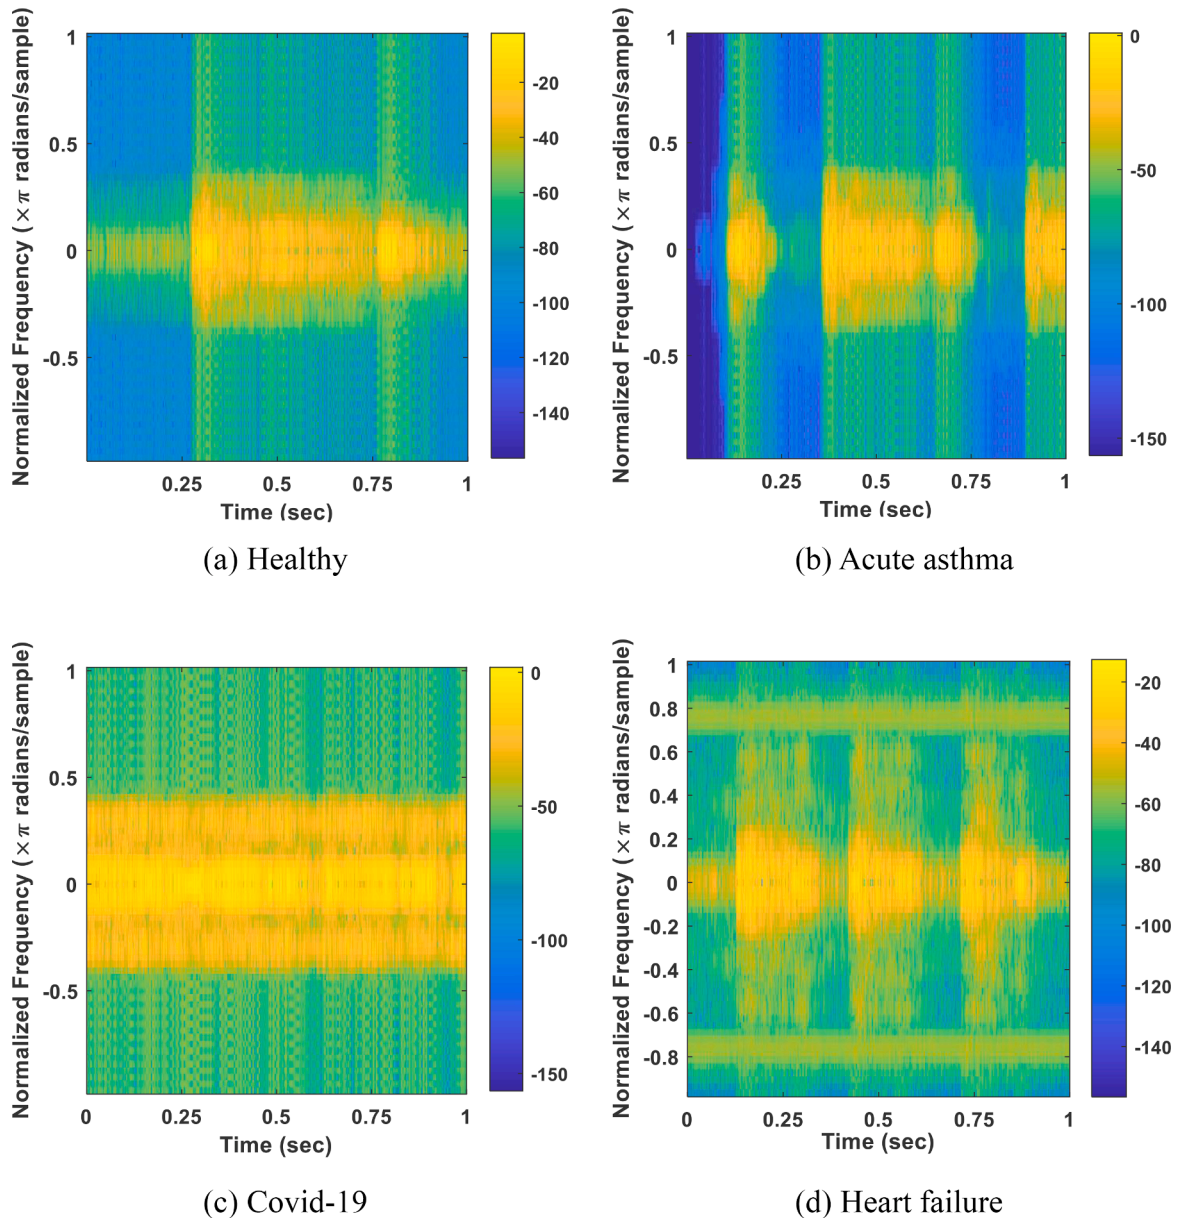 1
0.5
0
-0.5
Normalized Frequency (×π radians/sample)
0.25 0.5 0.75 1
Time (sec)
-20
-40
-60
-80
-100
-120
-140
(a) Healthy
1
0.5
0
-0.5
Normalized Frequency (×π radians/sample)
0.25 0.5 0.75 1
Time (sec)
0
-50
-100
-150
(b) Acute asthma
1
0.5
0
-0.5
Normalized Frequency (×π radians/sample)
0 0.25 0.5 0.75 1
Time (sec)
0
-50
-100
-150
(c) Covid-19
1
0.8
0.6
0.4
0.2
0
-0.2
-0.4
-0.6
-0.8
Normalized Frequency (×π radians/sample)
0 0.25 0.5 0.75 1
Time (sec)
-20
-40
-60
-80
-100
-120
-140
(d) Heart failure